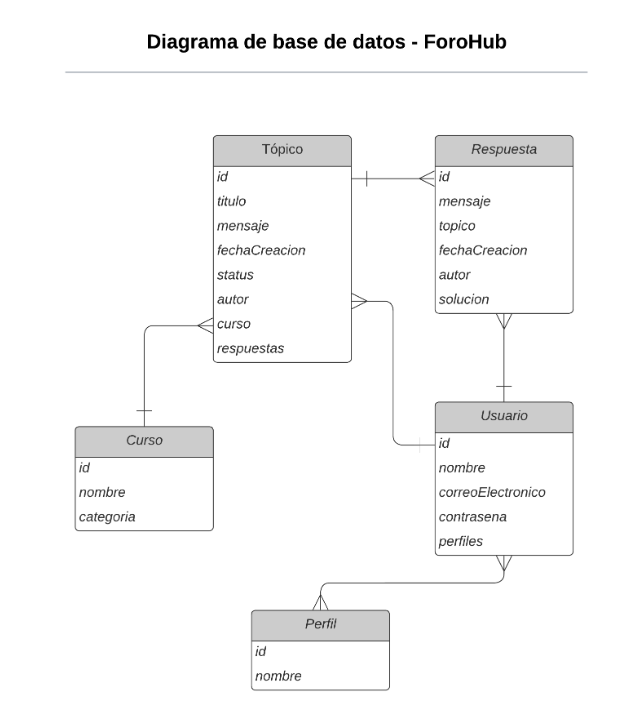 Diagrama de base de datos - ForoHub
Tópico
id
titulo
mensaje
fechaCreacion
status
autor
curso
respuestas
Respuesta
id
mensaje
topico
fechaCreacion
autor
solucion
Curso
id
nombre
categoria
Usuario
id
nombre
correoElectronico
contrasena
perfiles
Perfil
id
nombre